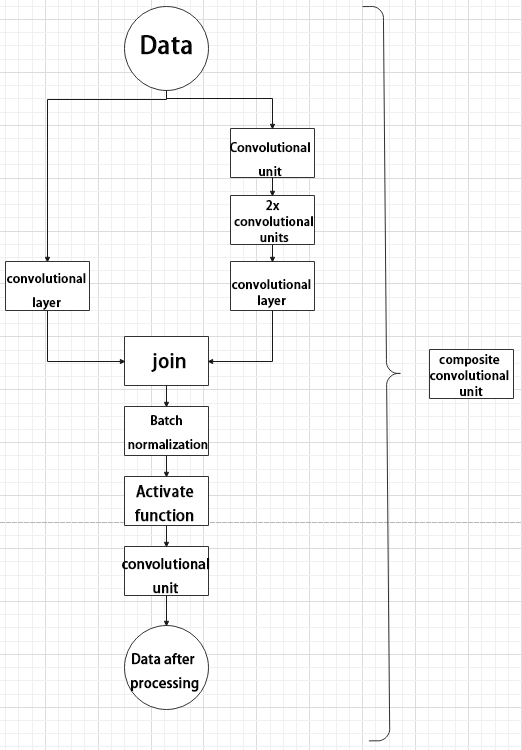 Data
Convolutional
unit
2x
convolutional
units
convolutional
layer
convolutional
layer
join
composite
convolutional
unit
Batch
normalization
Activate
function
convolutional
unit
Data after
processing